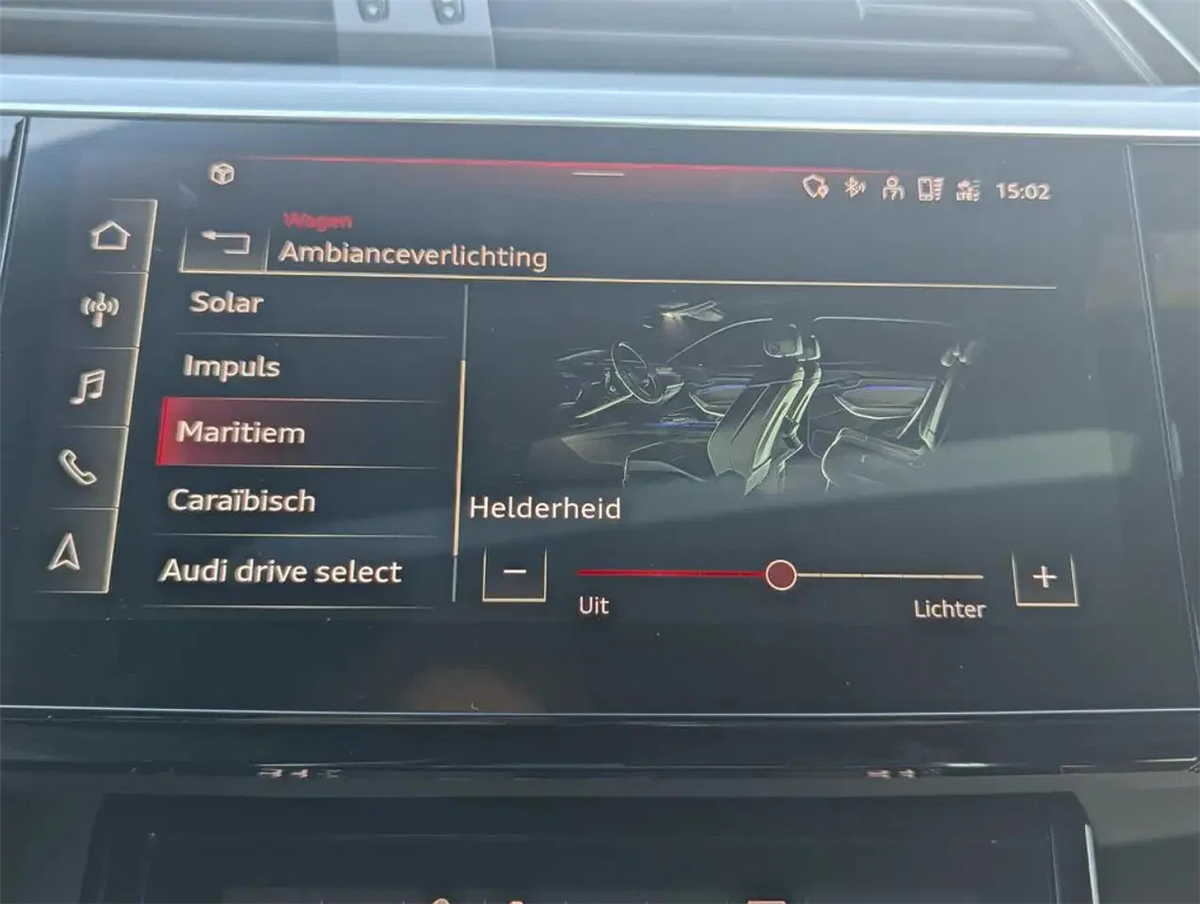 15:02
Wagen
Ambianceverlichting
Solar
Impuls
Maritiem
Caraïbisch
Audi drive select
Helderheid
Uit
Lichter